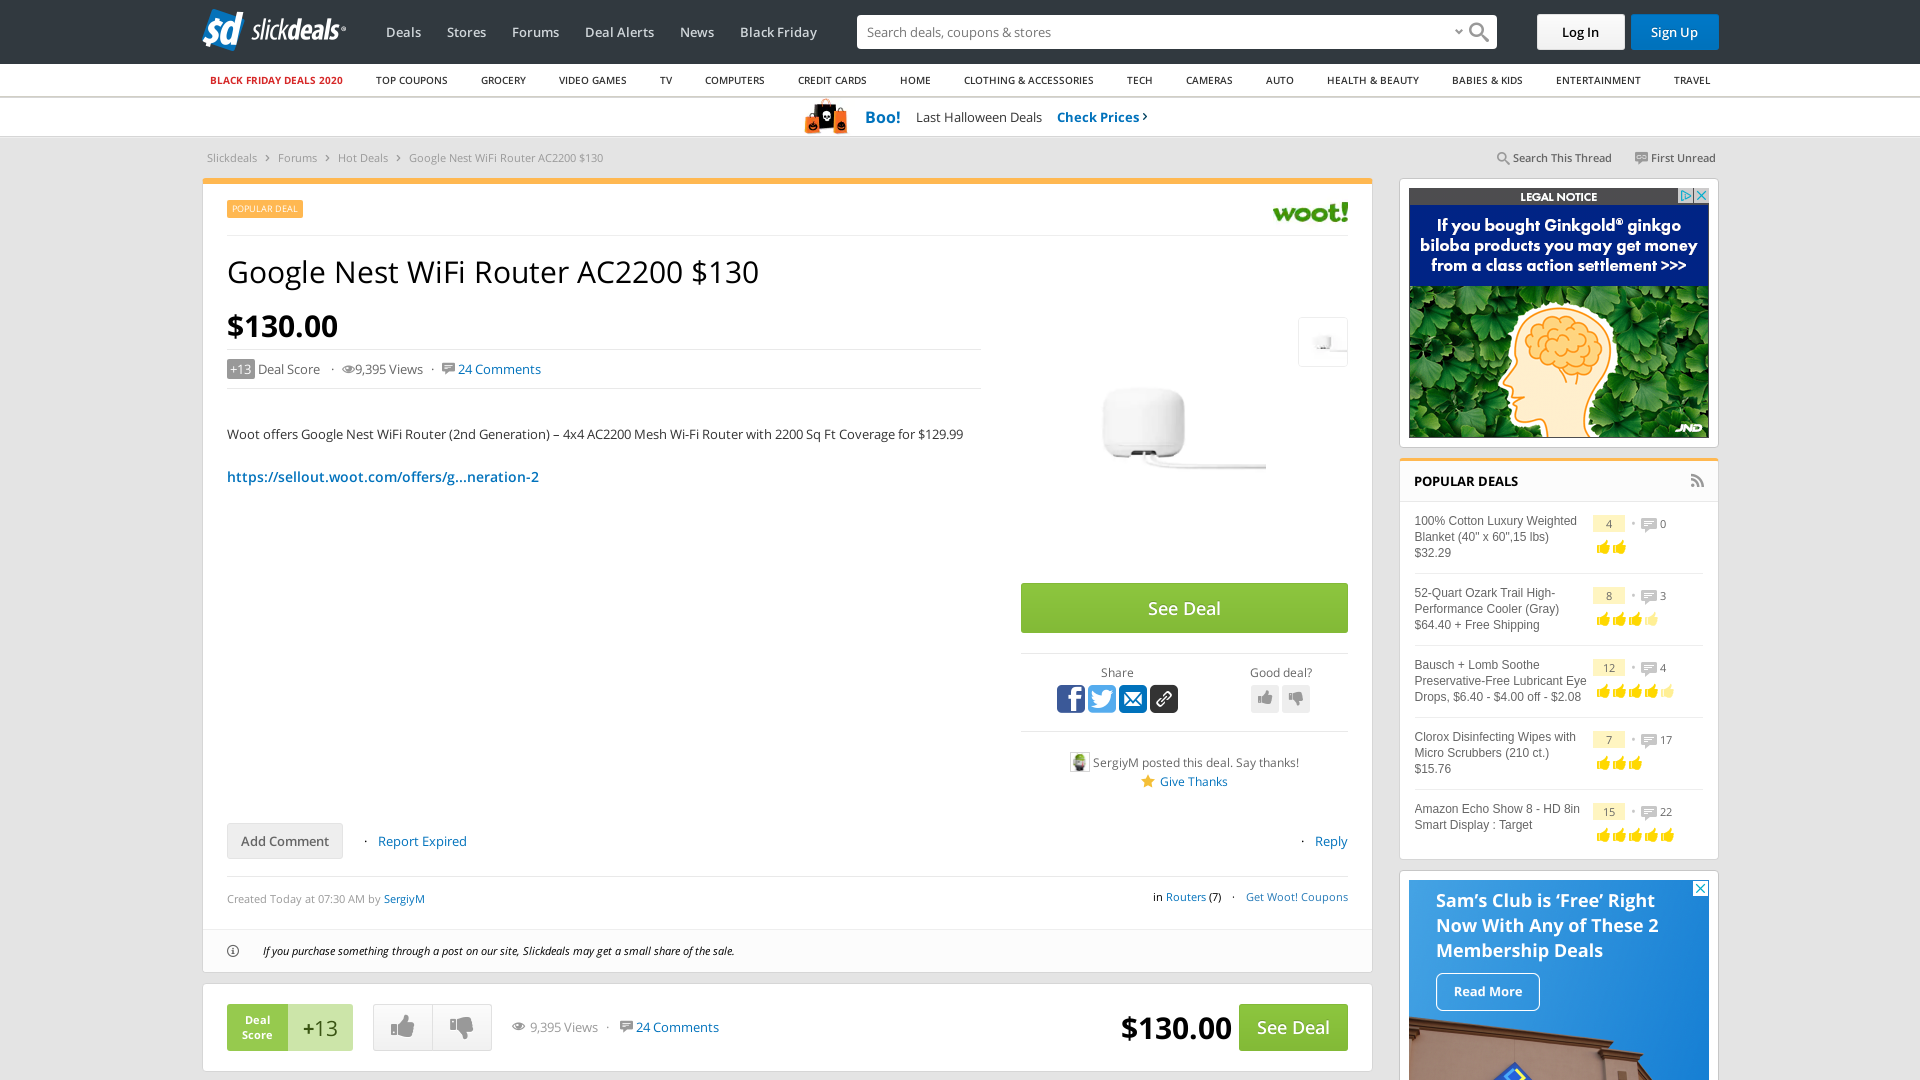 slickdeals
Deals
Stores
Forums
Deal Alerts
News
Black Friday
Search deals, coupons & stores
Log In
Sign Up
BLACK FRIDAY DEALS 2020
TOP COUPONS
GROCERY
VIDEO GAMES
TV
COMPUTERS
CREDIT CARDS
HOME
CLOTHING & ACCESSORIES
TECH
CAMERAS
AUTO
HEALTH & BEAUTY
BABIES & KIDS
ENTERTAINMENT
TRAVEL
Boo! Last Halloween Deals Check Prices ›
Slickdeals › Forums › Hot Deals › Google Nest WiFi Router AC2200 $130
Search This Thread
First Unread
POPULAR DEAL
woot!
Google Nest WiFi Router AC2200 $130
$130.00
+13 Deal Score · 9,395 Views · 24 Comments
Woot offers Google Nest WiFi Router (2nd Generation) – 4x4 AC2200 Mesh Wi-Fi Router with 2200 Sq Ft Coverage for $129.99
https://sellout.woot.com/offers/g...neration-2
See Deal
Share
Good deal?
SergiyM posted this deal. Say thanks!
Give Thanks
Add Comment
· Report Expired
· Reply
Created Today at 07:30 AM by SergiyM
in Routers (7) · Get Woot! Coupons
If you purchase something through a post on our site, Slickdeals may get a small share of the sale.
Deal
Score
+13
9,395 Views · 24 Comments
$130.00
See Deal
LEGAL NOTICE
If you bought Ginkgold® ginkgo
biloba products you may get money
from a class action settlement >>>
JND
POPULAR DEALS
100% Cotton Luxury Weighted
Blanket (40" x 60",15 lbs)
$32.29
4 • 0
52-Quart Ozark Trail High-
Performance Cooler (Gray)
$64.40 + Free Shipping
8 • 3
Bausch + Lomb Soothe
Preservative-Free Lubricant Eye
Drops, $6.40 - $4.00 off - $2.08
12 • 4
Clorox Disinfecting Wipes with
Micro Scrubbers (210 ct.)
$15.76
7 • 17
Amazon Echo Show 8 - HD 8in
Smart Display : Target
15 • 22
Sam’s Club is ‘Free’ Right
Now With Any of These 2
Membership Deals
Read More